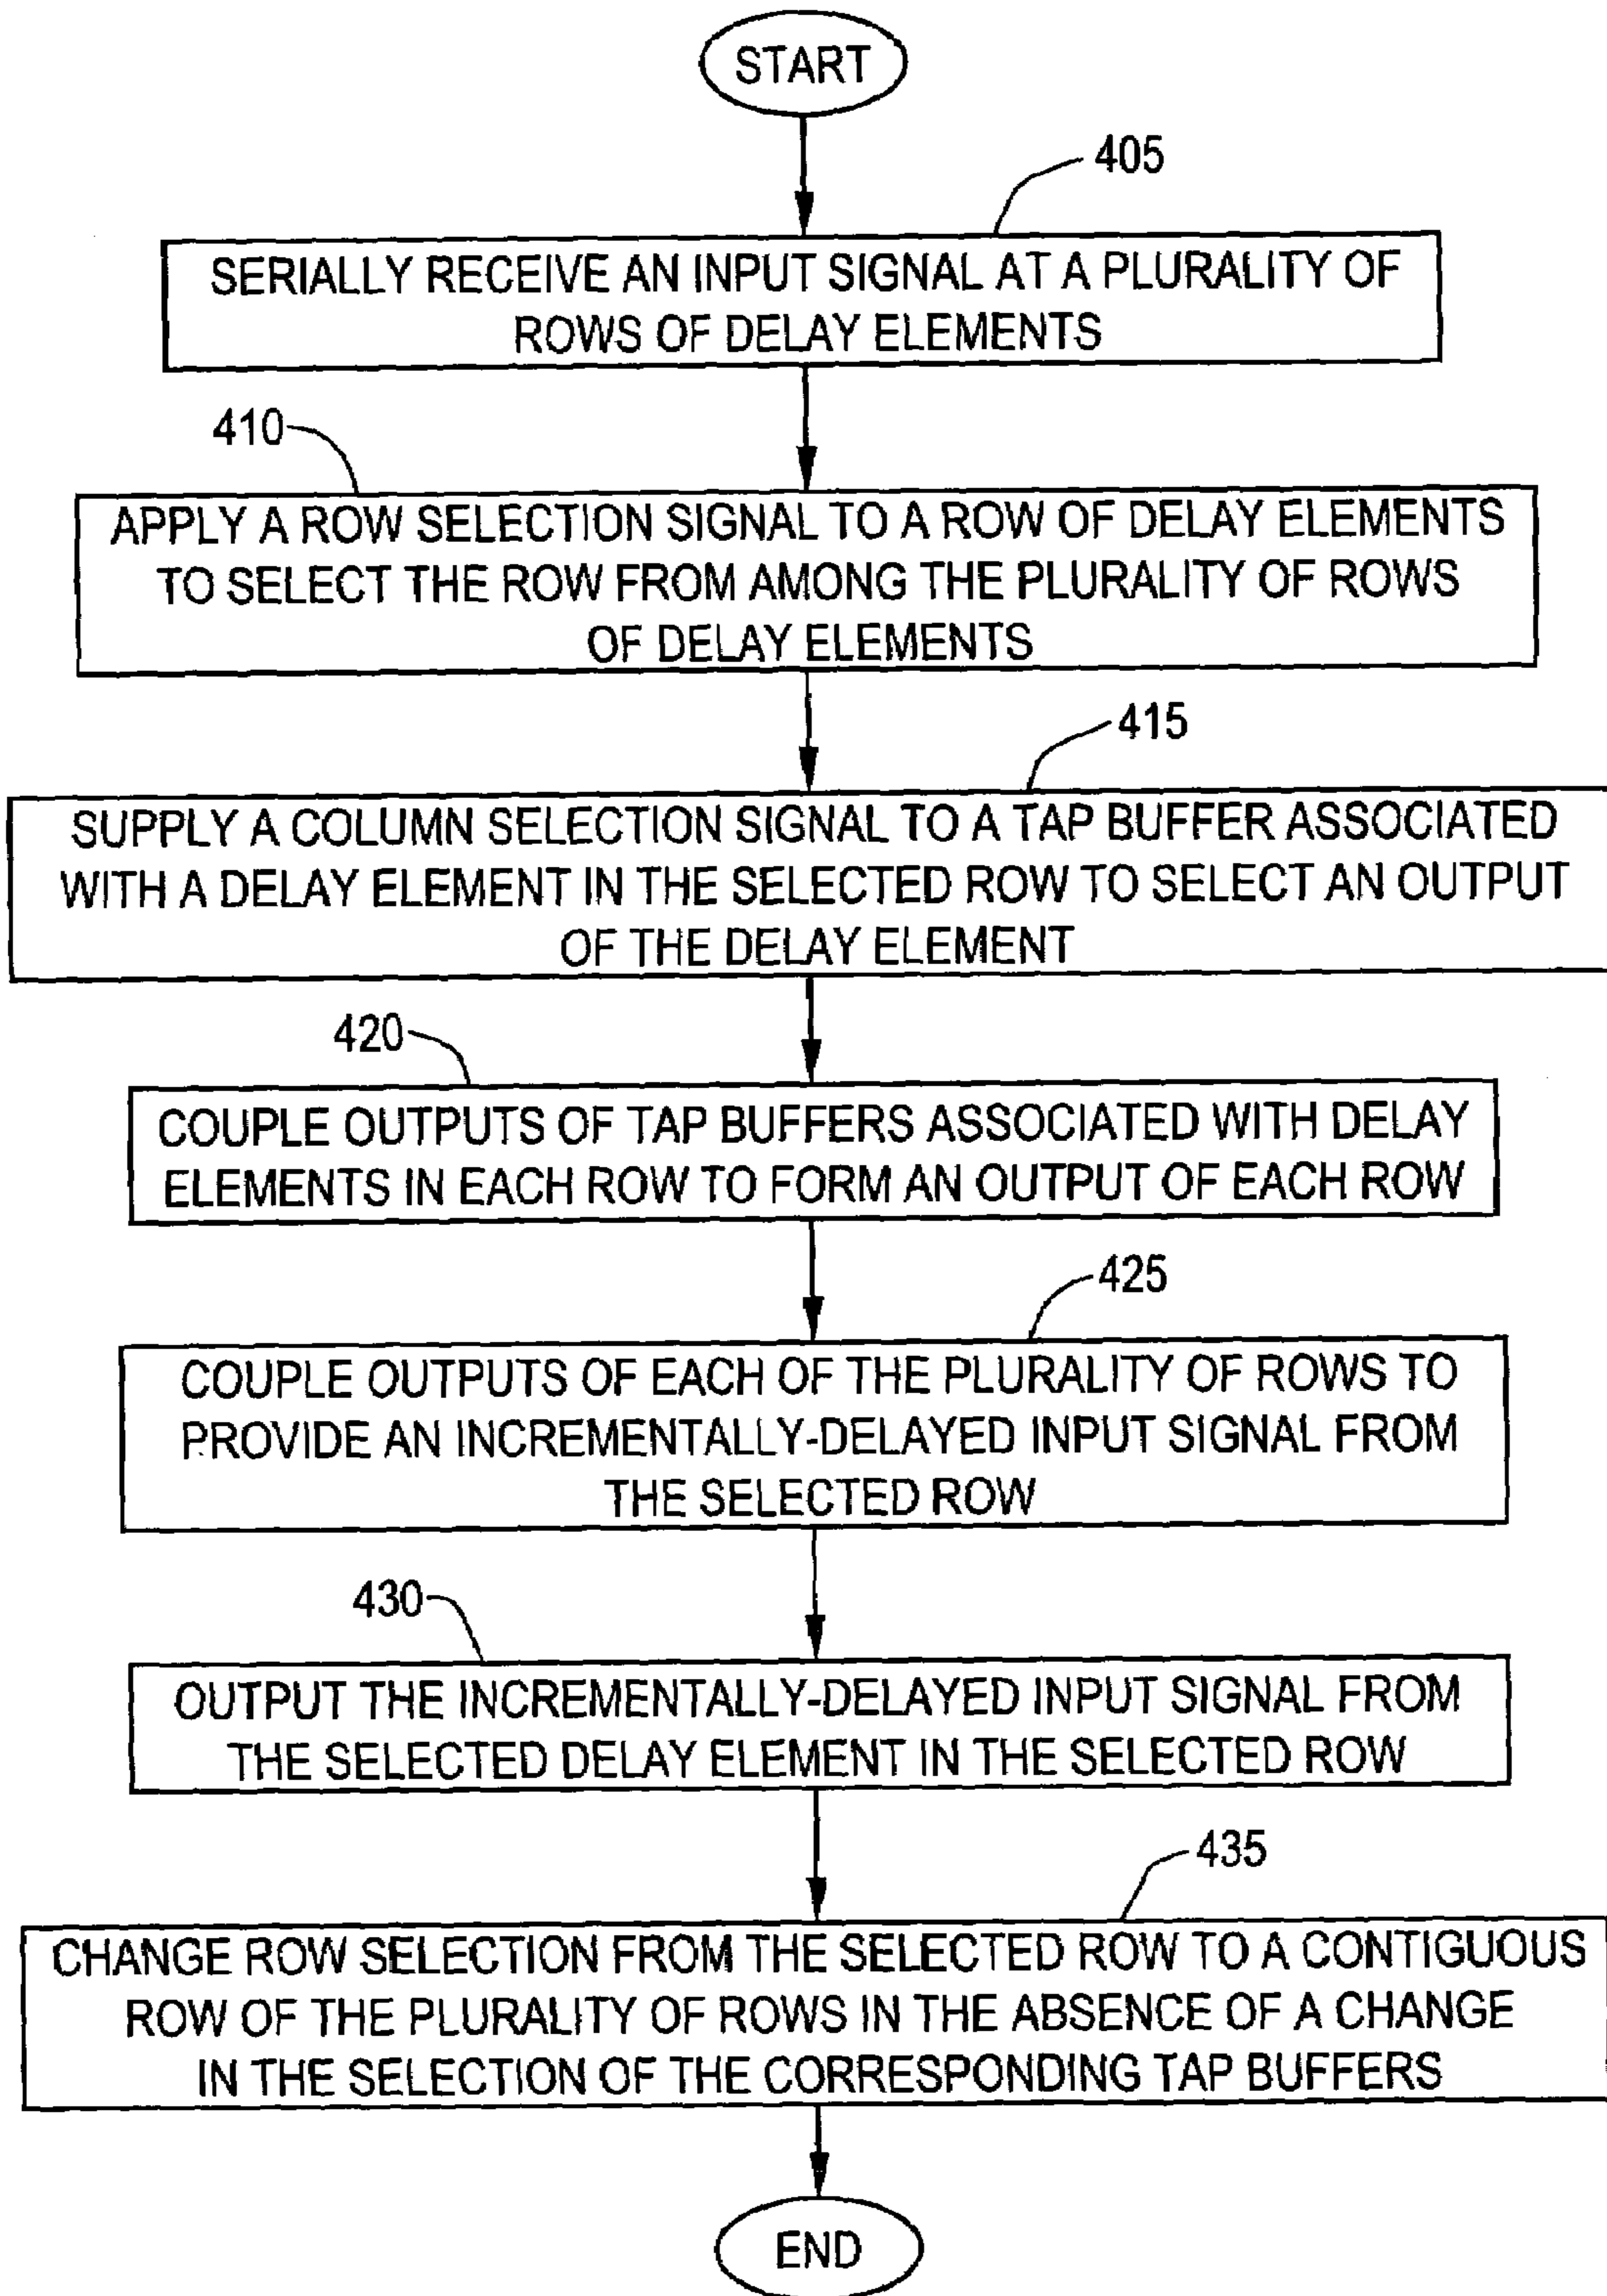 START
405
SERIALLY RECEIVE AN INPUT SIGNAL AT A PLURALITY OF
ROWS OF DELAY ELEMENTS
410
APPLY A ROW SELECTION SIGNAL TO A ROW OF DELAY ELEMENTS
TO SELECT THE ROW FROM AMONG THE PLURALITY OF ROWS
OF DELAY ELEMENTS
415
SUPPLY A COLUMN SELECTION SIGNAL TO A TAP BUFFER ASSOCIATED
WITH A DELAY ELEMENT IN THE SELECTED ROW TO SELECT AN OUTPUT
OF THE DELAY ELEMENT
420
COUPLE OUTPUTS OF TAP BUFFERS ASSOCIATED WITH DELAY
ELEMENTS IN EACH ROW TO FORM AN OUTPUT OF EACH ROW
425
COUPLE OUTPUTS OF EACH OF THE PLURALITY OF ROWS TO
PROVIDE AN INCREMENTALLY-DELAYED INPUT SIGNAL FROM
THE SELECTED ROW
430
OUTPUT THE INCREMENTALLY-DELAYED INPUT SIGNAL FROM
THE SELECTED DELAY ELEMENT IN THE SELECTED ROW
435
CHANGE ROW SELECTION FROM THE SELECTED ROW TO A CONTIGUOUS
ROW OF THE PLURALITY OF ROWS IN THE ABSENCE OF A CHANGE
IN THE SELECTION OF THE CORRESPONDING TAP BUFFERS
END